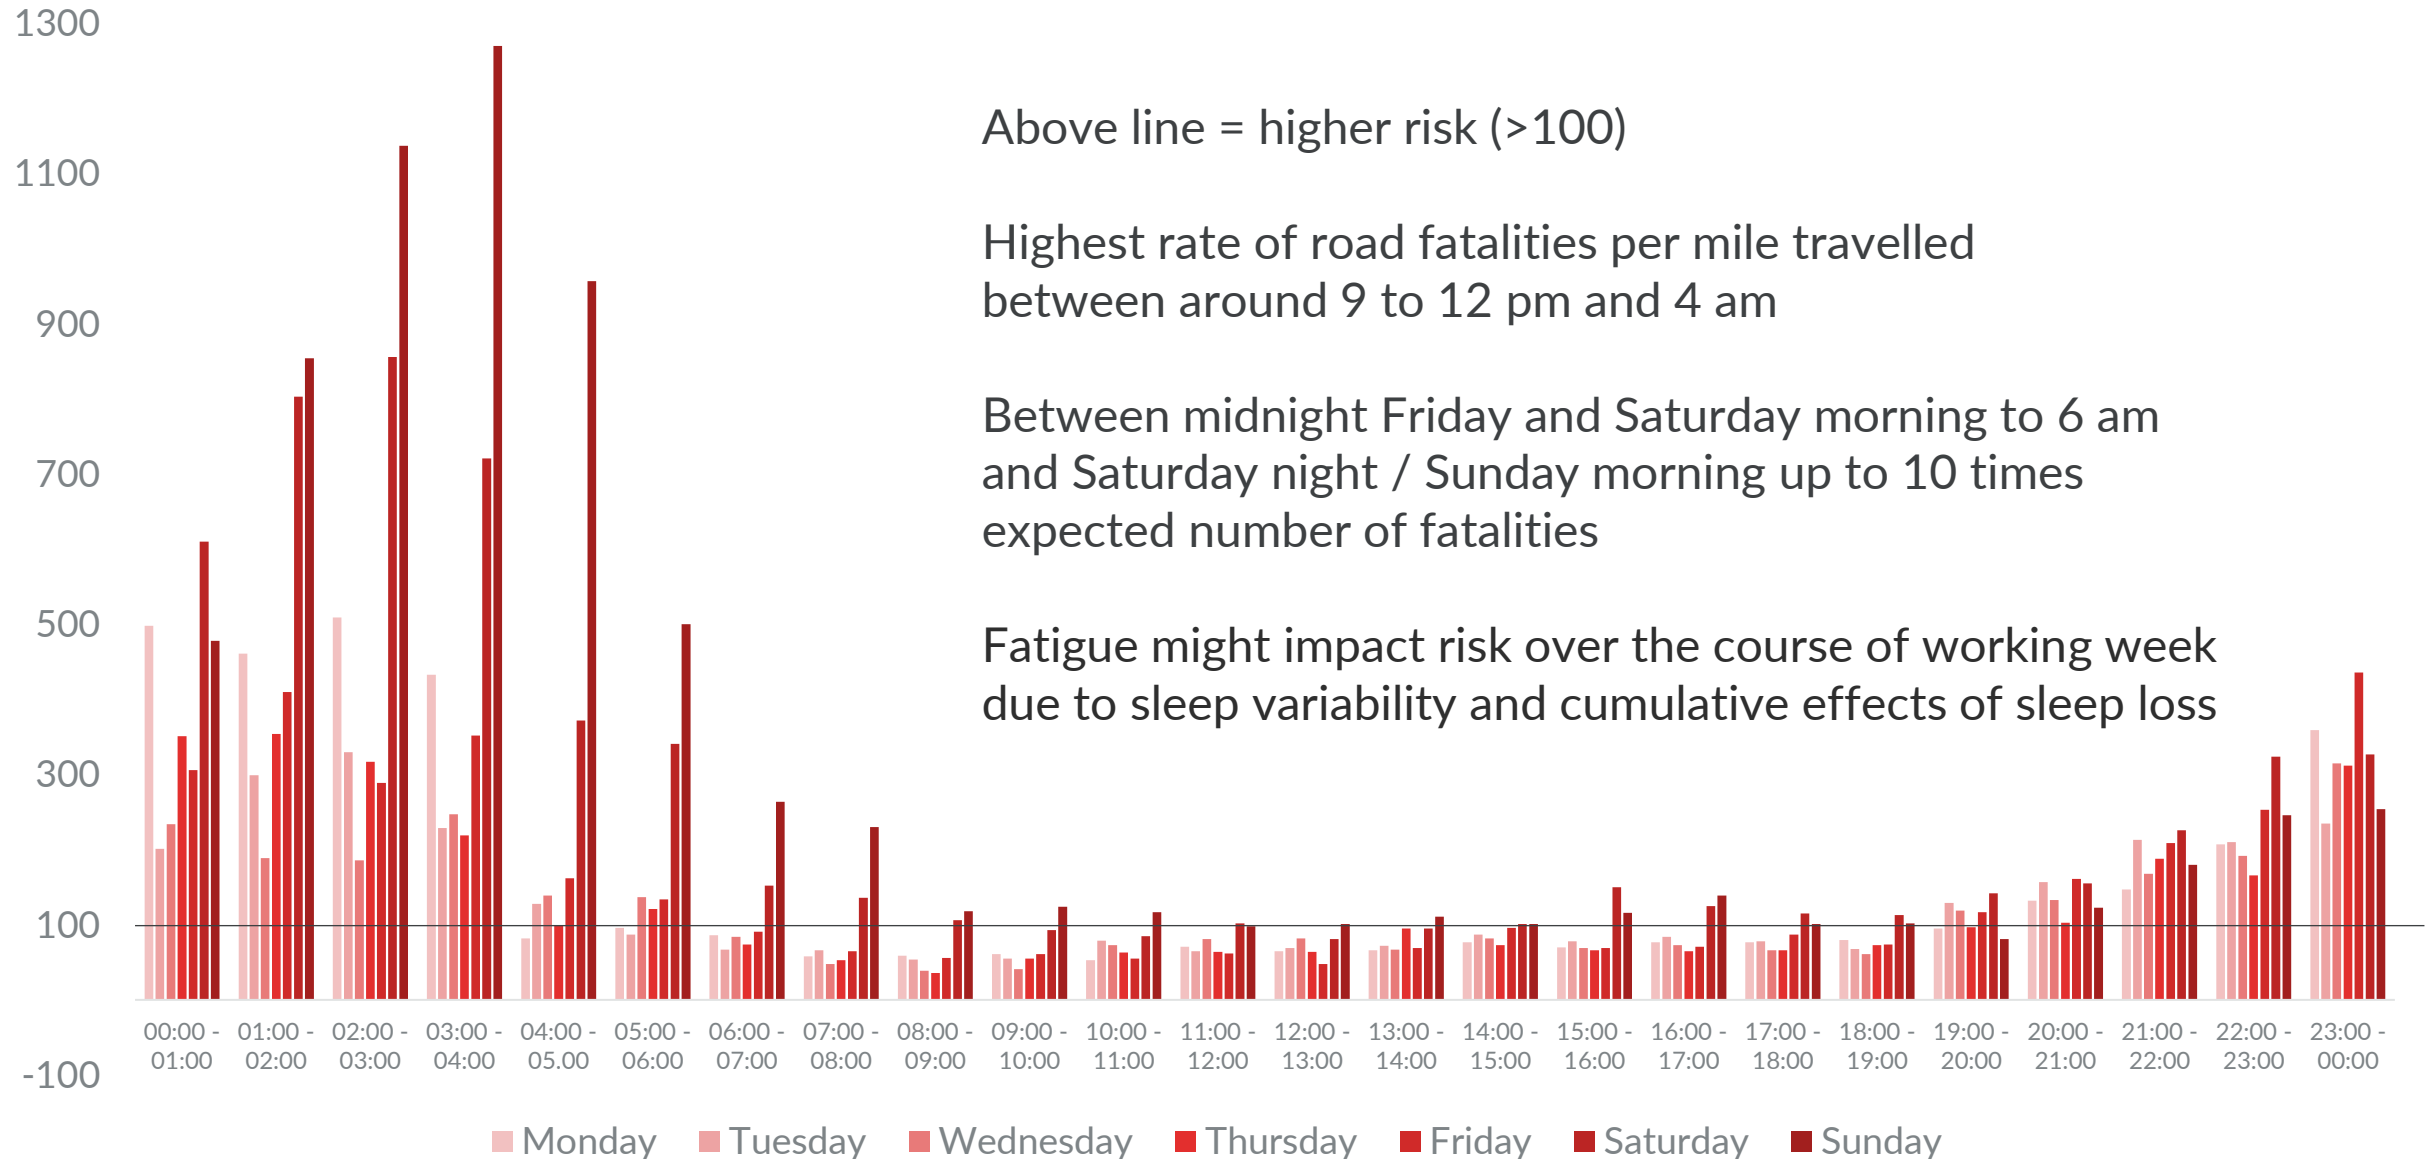 1300
1100
900
700
500
300
100
-100
Above line = higher risk (>100)
Highest rate of road fatalities per mile travelled
between around 9 to 12 pm and 4 am
Between midnight Friday and Saturday morning to 6 am
and Saturday night / Sunday morning up to 10 times
expected number of fatalities
Fatigue might impact risk over the course of working week
due to sleep variability and cumulative effects of sleep loss
00:00 - 01:00 - 02:00 - 03:00 - 04:00 - 05:00 - 06:00 - 07:00 - 08:00 - 09:00 - 10:00 - 11:00 - 12:00 - 13:00 - 14:00 - 15:00 - 16:00 - 17:00 - 18:00 - 19:00 - 20:00 - 21:00 - 22:00 - 23:00 -
01:00 02:00 03:00 04:00 05:00 06:00 07:00 08:00 09:00 10:00 11:00 12:00 13:00 14:00 15:00 16:00 17:00 18:00 19:00 20:00 21:00 22:00 23:00 00:00
Monday Tuesday Wednesday Thursday Friday Saturday Sunday